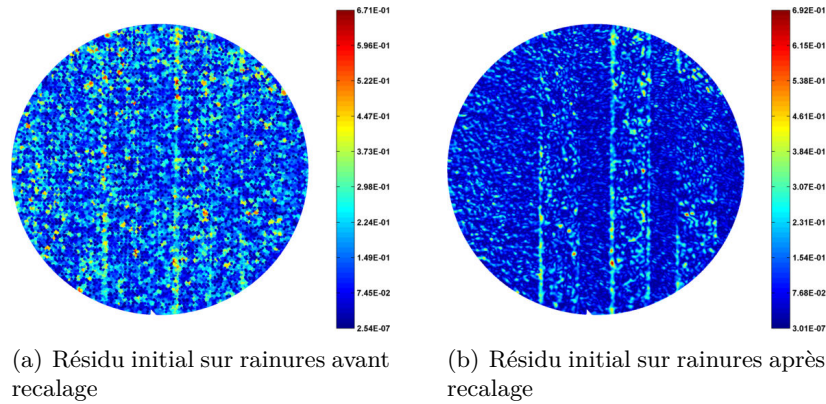 6.71E-01
5.96E-01
5.22E-01
4.47E-01
3.73E-01
2.98E-01
2.24E-01
1.49E-01
7.45E-02
2.54E-07
(a) Résidu initial sur rainures avant
recalage
6.92E-01
6.15E-01
5.38E-01
4.61E-01
3.84E-01
3.07E-01
2.31E-01
1.54E-01
7.68E-02
3.01E-07
(b) Résidu initial sur rainures après
recalage